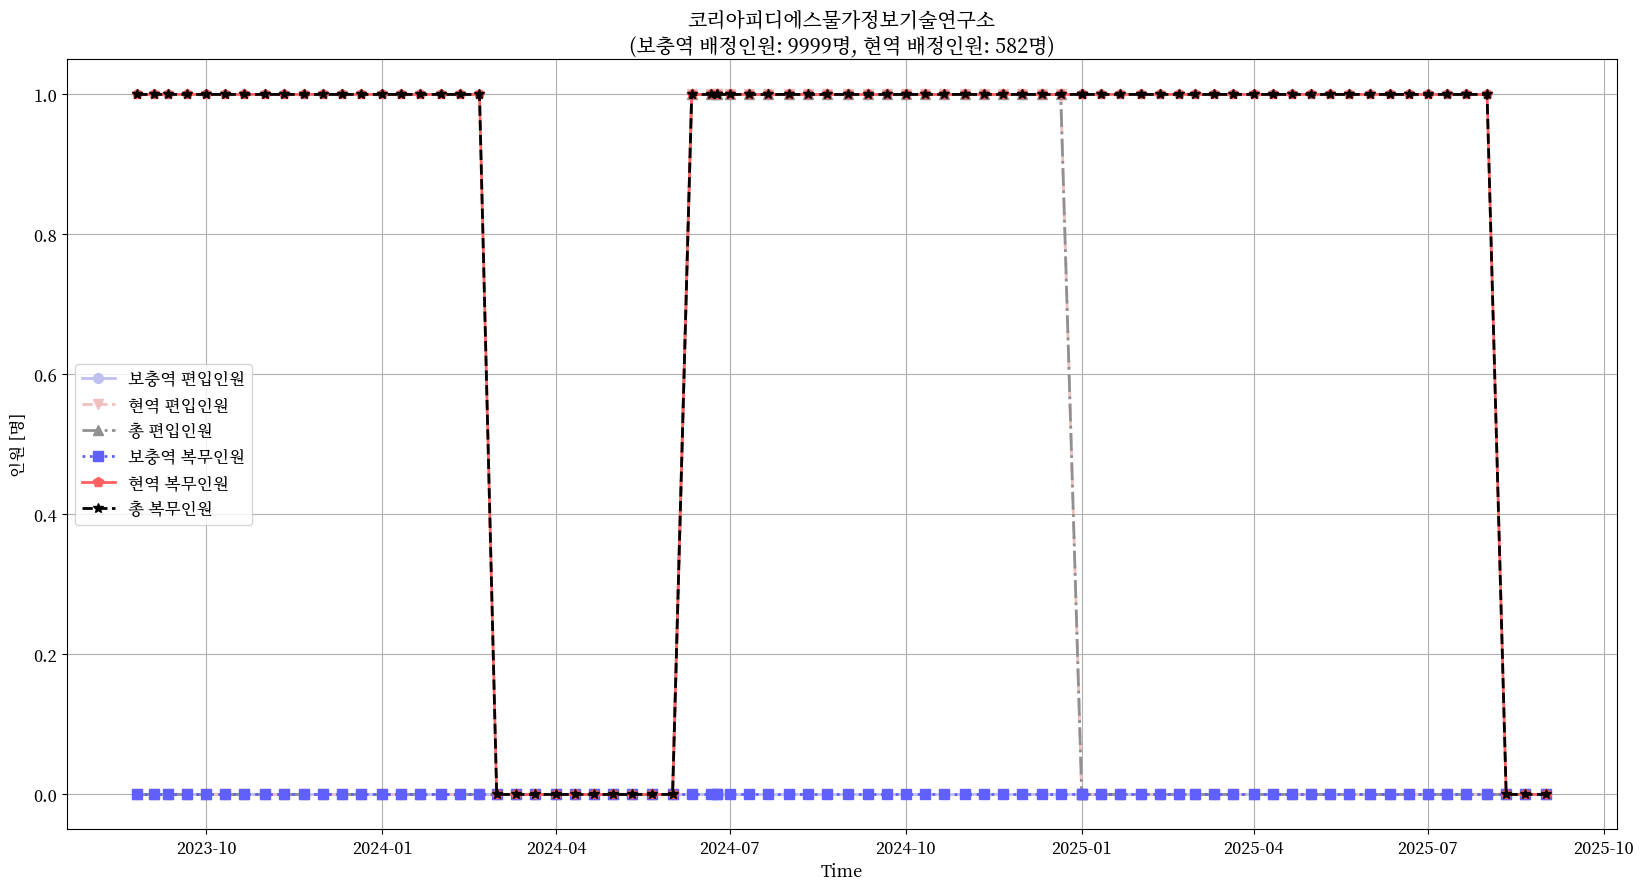 코리아피디에스물가정보기술연구소
(보충역 배정인원: 9999명, 현역 배정인원: 582명)
인원 [명]
1.0
0.8
0.6
0.4
0.2
0.0
보충역 편입인원
현역 편입인원
총 편입인원
보충역 복무인원
현역 복무인원
총 복무인원
2023-10
2024-01
2024-04
2024-07
2024-10
2025-01
2025-04
2025-07
2025-10
Time